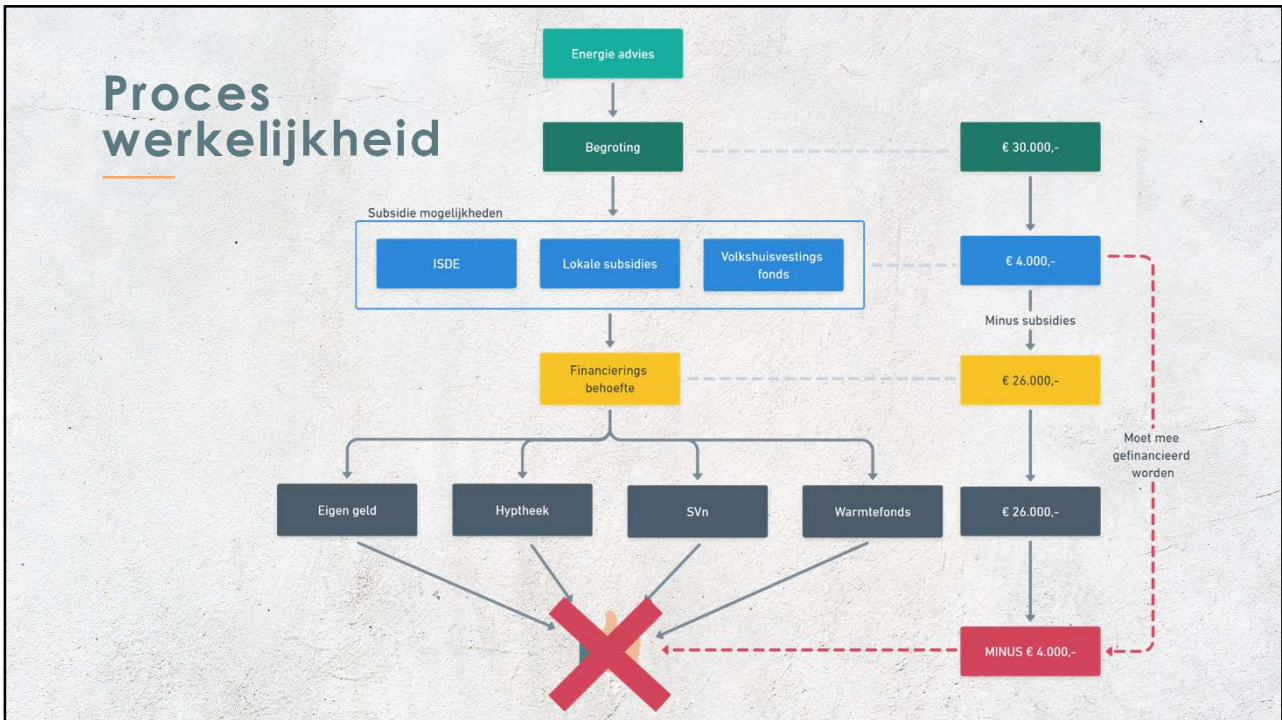 Proces
werkelijkheid
Energie advies
Begroting
€ 30.000,-
Subsidie mogelijkheden
ISDE
Lokale subsidies
Volkshuisvestings
fonds
€ 4.000,-
Minus subsidies
Financierings
behoefte
€ 26.000,-
Moet mee
gefinancieerd
worden
Eigen geld
Hyptheek
SVn
Warmtefonds
€ 26.000,-
MINUS € 4.000,-